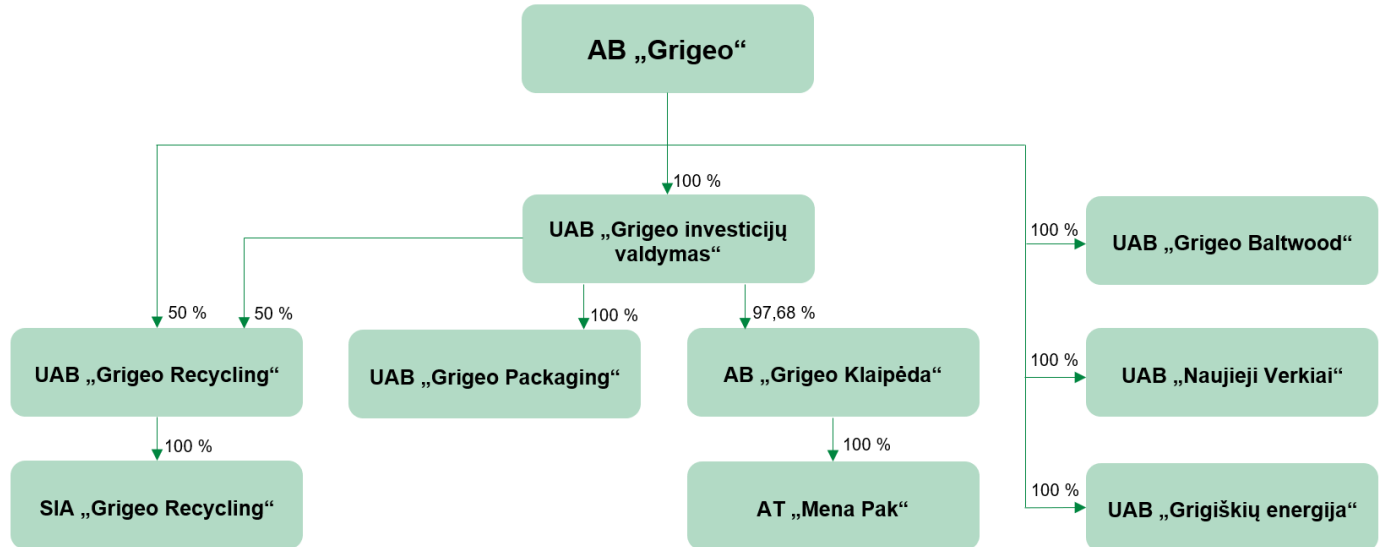 AB „Grigeo“
100 %
UAB „Grigeo investicijų
valdymas“
100 %
UAB „Grigeo Baltwood“
50 %
50 %
100 %
97,68 %
UAB „Grigeo Recycling“
UAB „Grigeo Packaging“
AB „Grigeo Klaipėda“
100 %
UAB „Naujieji Verkiai“
100 %
100 %
SIA „Grigeo Recycling“
AT „Mena Pak“
100 %
UAB „Grigiškių energija“